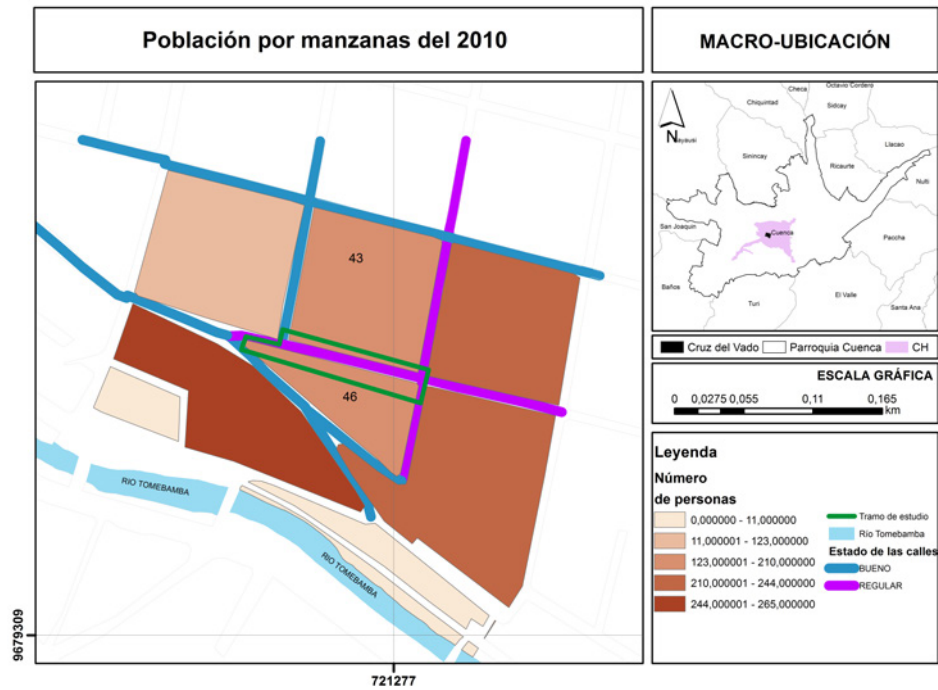 Población por manzanas del 2010
MACRO-UBICACIÓN
43
46
RIO TOMEBAMBA
RIO TOMEBAMBA
9679309
721277
N
Checa
Octavio Cordero
Chiquintad
Sidcay
Sinincay
Ricaurte
Llacao
Nulti
San Joaquin
Cuenca
Paccha
Baños
Turi
El Valle
Santa Ana
Cruz del Vado
Parroquia Cuenca
CH
ESCALA GRÁFICA
0 0,0275 0,055 0,11 0,165
km
Leyenda
Número
de personas
0,000000 - 11,000000
11,000001 - 123,000000
123,000001 - 210,000000
210,000001 - 244,000000
244,000001 - 265,000000
Tramo de estudio
Río Tomebamba
Estado de las calles
BUENO
REGULAR